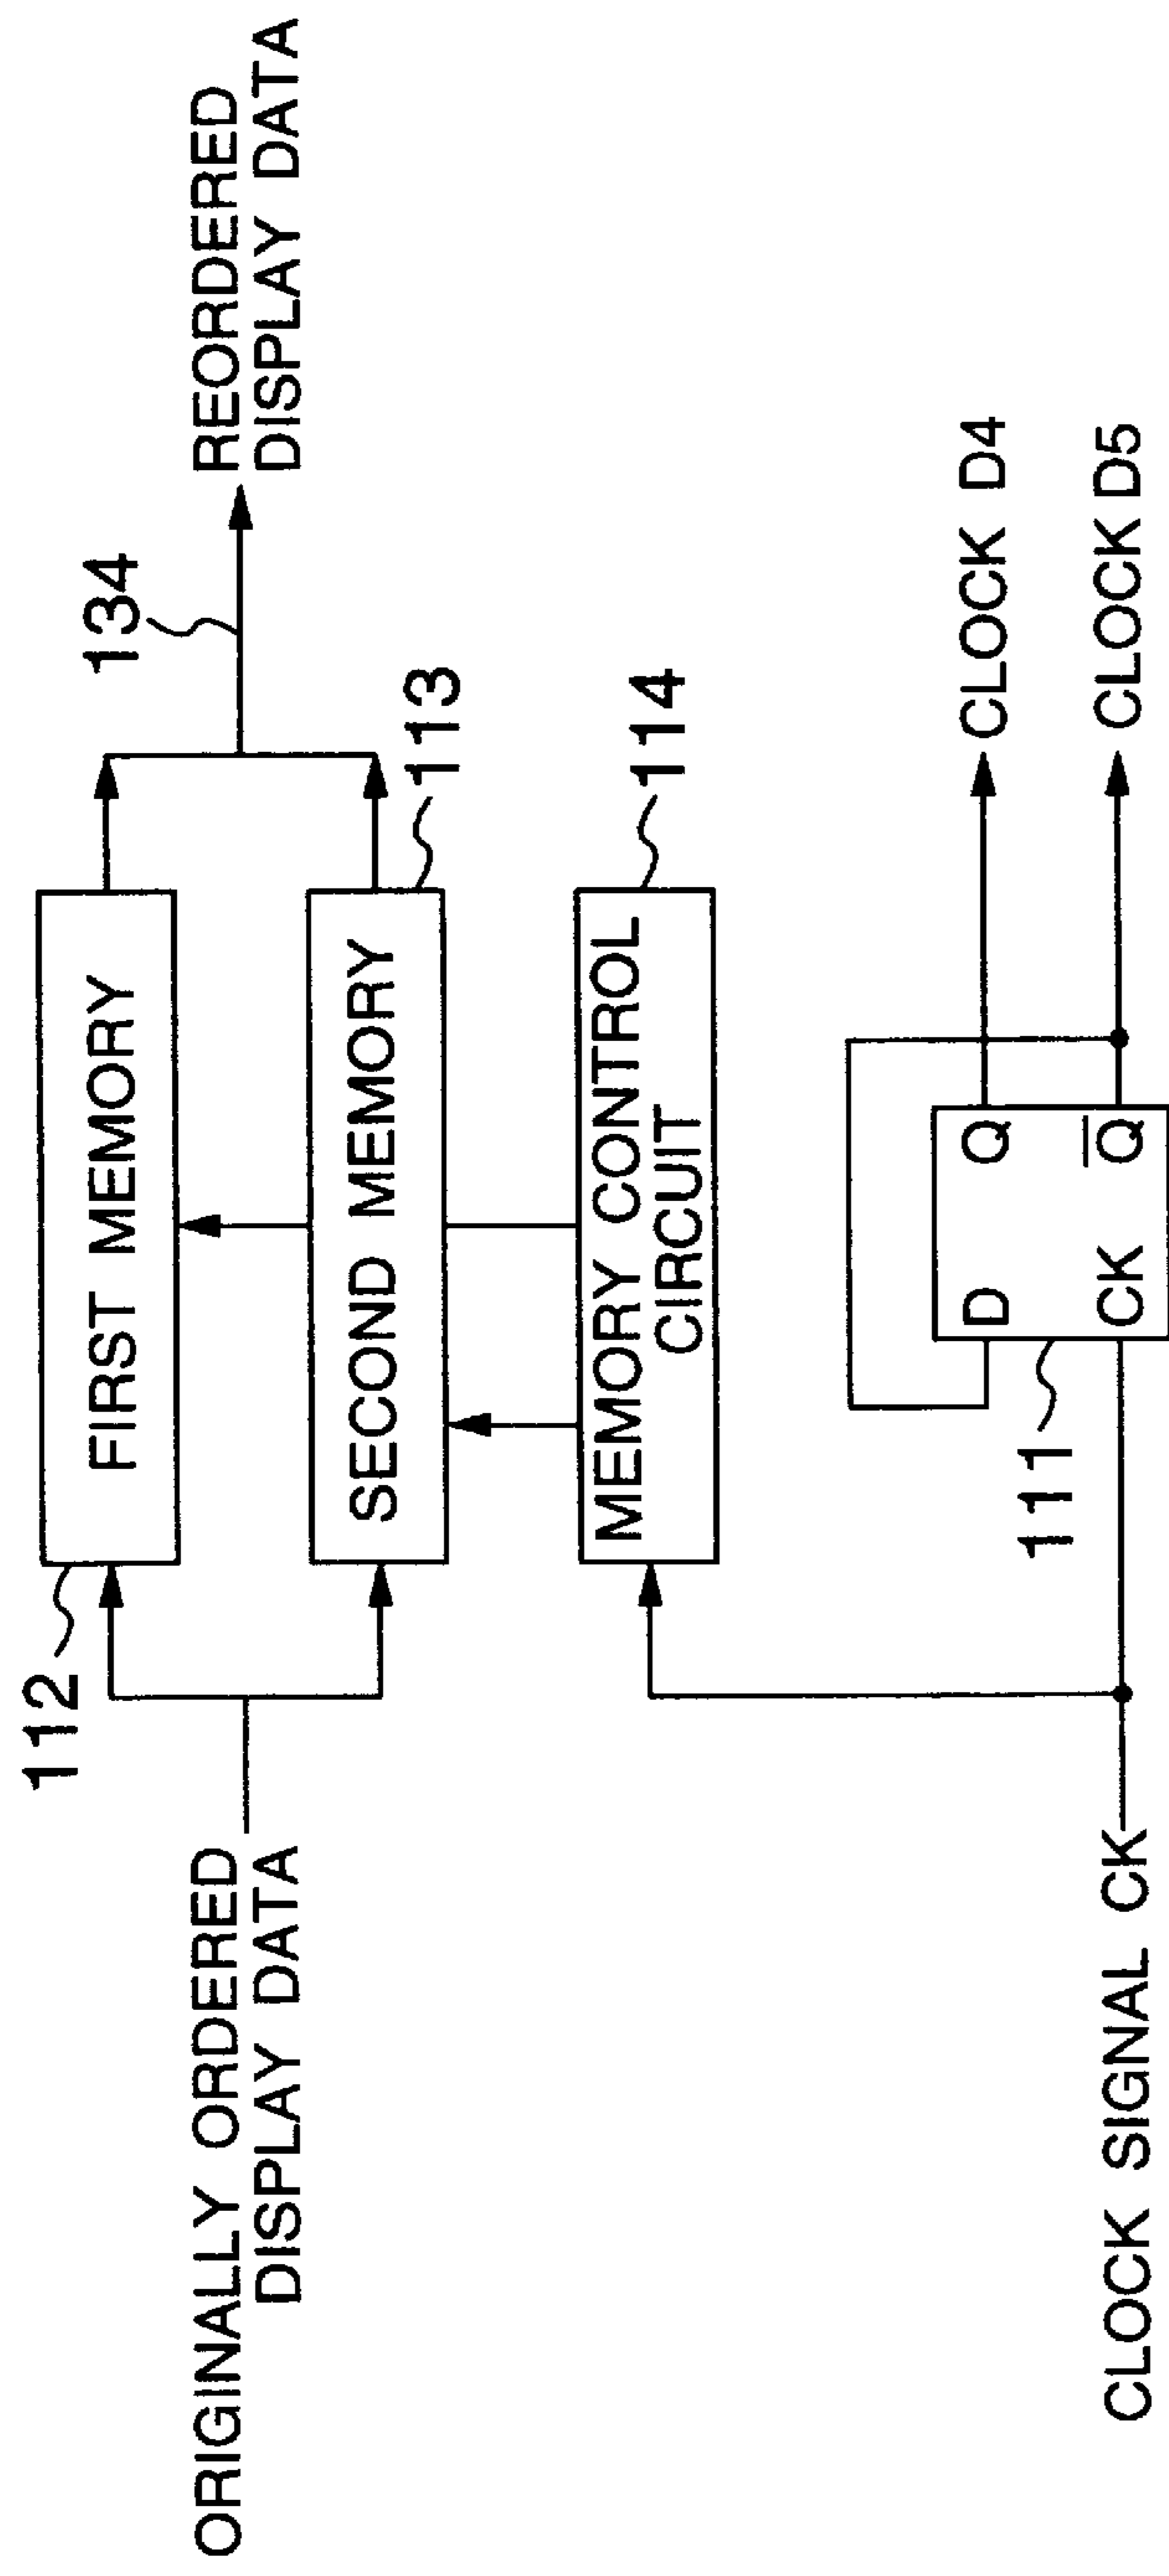 112
FIRST MEMORY
134
ORIGINALLY ORDERED
DISPLAY DATA
REORDERED
DISPLAY DATA
SECOND MEMORY
113
MEMORY CONTROL
CIRCUIT
114
111
D
Q
CK
Q̅
CLOCK D4
CLOCK D5
CLOCK SIGNAL CK